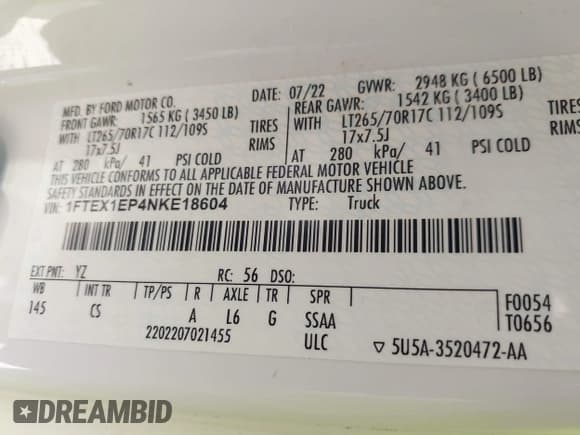 MFD. BY FORD MOTOR CO. DATE: 07/22 GVWR: 2948 KG ( 6500 LB)
FRONT GAWR: 1565 KG ( 3450 LB) REAR GAWR: 1542 KG ( 3400 LB)
WITH LT265/70R17C 112/109S TIRES WITH LT265/70R17C 112/109S TIRES
17x7.5J RIMS 17x7.5J RIMS
AT 280 kPa/ 41 PSI COLD AT 280 kPa/ 41 PSI COLD
THIS VEHICLE CONFORMS TO ALL APPLICABLE FEDERAL MOTOR VEHICLE
SAFETY STANDARDS IN EFFECT ON THE DATE OF MANUFACTURE SHOWN ABOVE.
VIN: 1FTEX1EP4NKE18604 TYPE: Truck
EXT PNT: YZ RC: 56 DSO:
WB INT TR TP/PS R AXLE TR SPR F0054
145 CS A L6 G SSAA T0656
2202207021455 ULC ▽ 5U5A-3520472-AA
DREAMBID